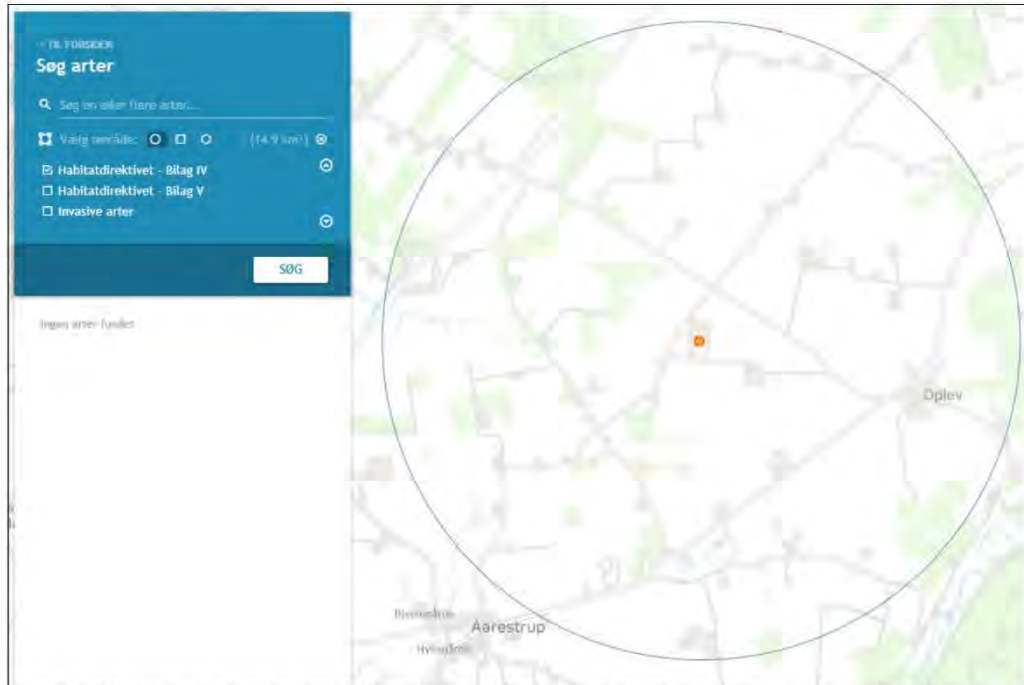 TIL FORSIDEN
Søg arter
Søg en eller flere arter...
Vælg område:
(14.9 km²)
Habitatdirektivet - Bilag IV
Habitatdirektivet - Bilag V
Invasive arter
SØG
Ingen arter fundet
Oplev
Aarestrup